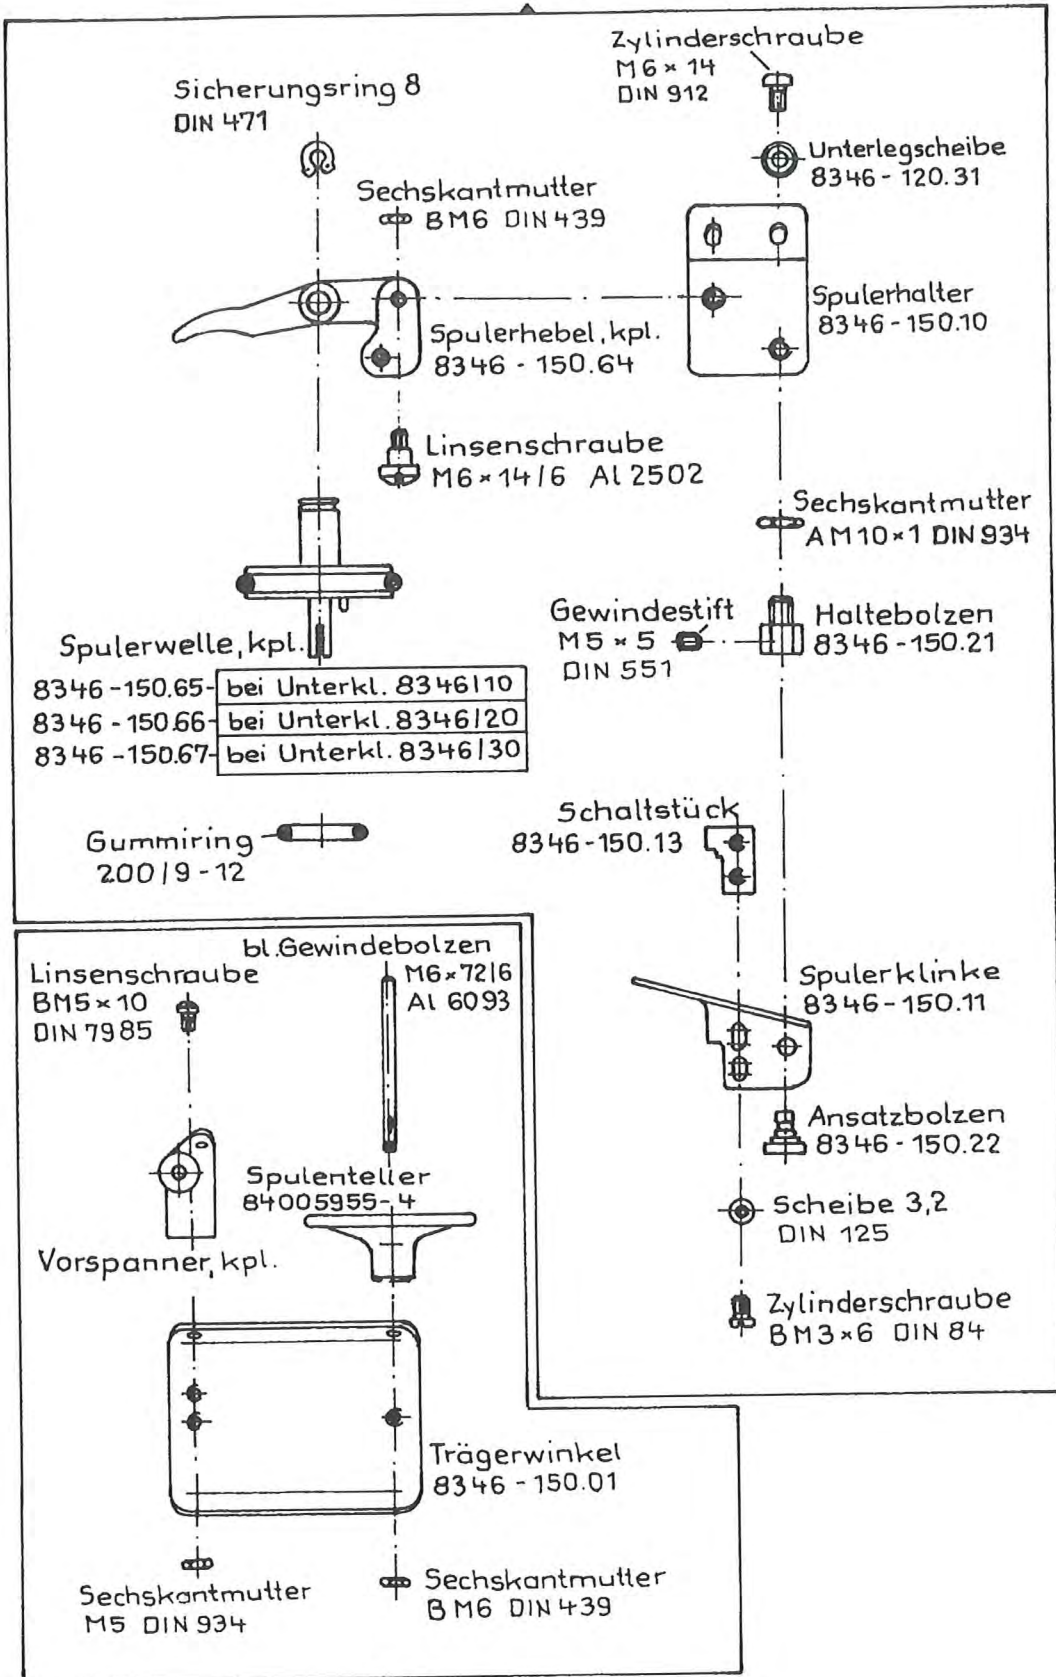 Zylinderschraube
M6 × 14
DIN 912
Sicherungsring 8
DIN 471
Unterlegscheibe
8346 - 120.31
Sechskantmutter
BM6 DIN 439
Spulerhalter
8346 - 150.10
Spulerhebel, kpl.
8346 - 150.64
Linsenschraube
M6 × 14/6 Al 2502
Sechskantmutter
AM10×1 DIN 934
Gewindestift
M5 × 5
DIN 551
Haltebolzen
8346 - 150.21
Spulerwelle, kpl.
8346 - 150.65 - bei Unterkl. 8346/10
8346 - 150.66 - bei Unterkl. 8346/20
8346 - 150.67 - bei Unterkl. 8346/30
Schaltstück
8346 - 150.13
Gummiring
200/9 - 12
bl. Gewindebolzen
M6×72/6
Al 6093
Linsenschraube
BM5 × 10
DIN 7985
Spulerklinke
8346 - 150.11
Ansatzbolzen
8346 - 150.22
Spulenteller
84005955 - 4
Scheibe 3,2
DIN 125
Vorspanner, kpl.
Zylinderschraube
BM3×6 DIN 84
Trägerwinkel
8346 - 150.01
Sechskantmutter
M5 DIN 934
Sechskantmutter
BM6 DIN 439